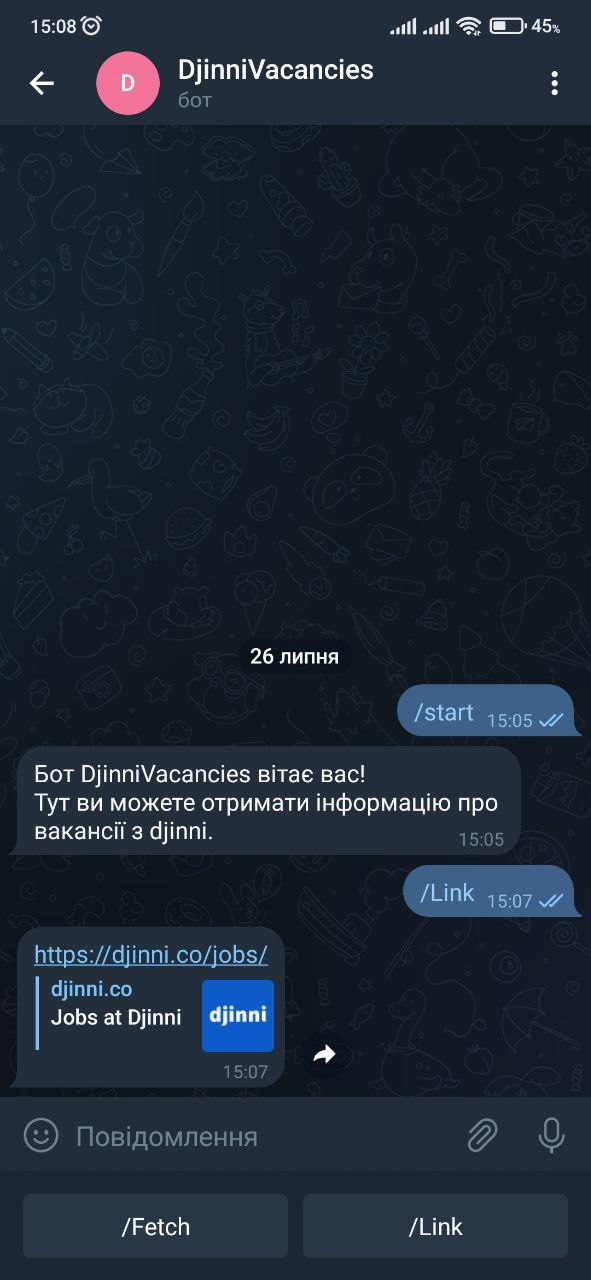 15:08
45%
D
DjinniVacancies
бот
26 липня
/start 15:05
Бот DjinniVacancies вітає вас!
Тут ви можете отримати інформацію про
вакансії з djinni.
15:05
/Link 15:07
https://djinni.co/jobs/
djinni.co
Jobs at Djinni
djinni
15:07
Повідомлення
/Fetch
/Link